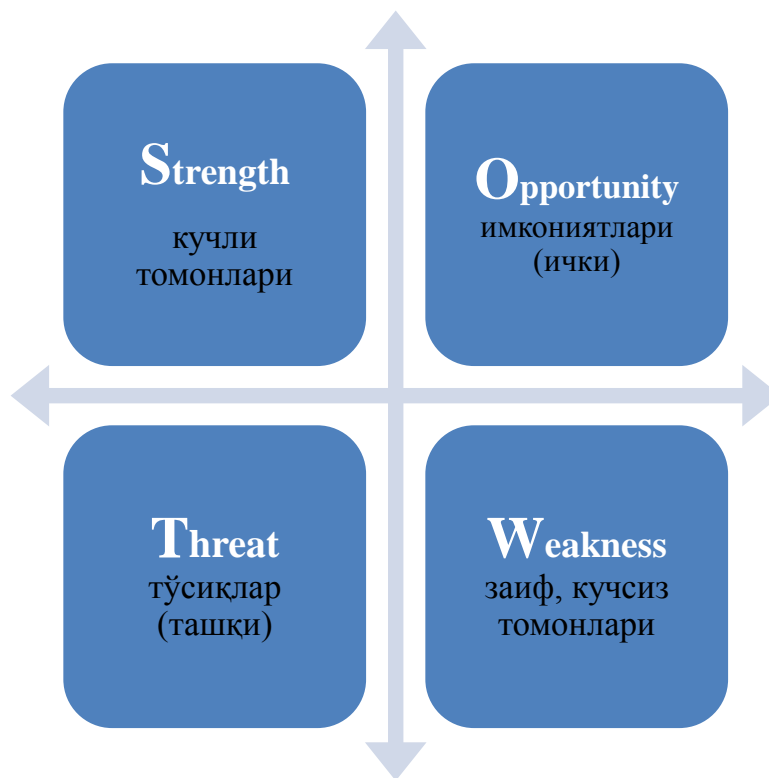 Strength
кучли
томонлари
Opportunity
имкониятлари
(ички)
Threat
тўсиқлар
(ташқи)
Weakness
заиф, кучсиз
томонлари